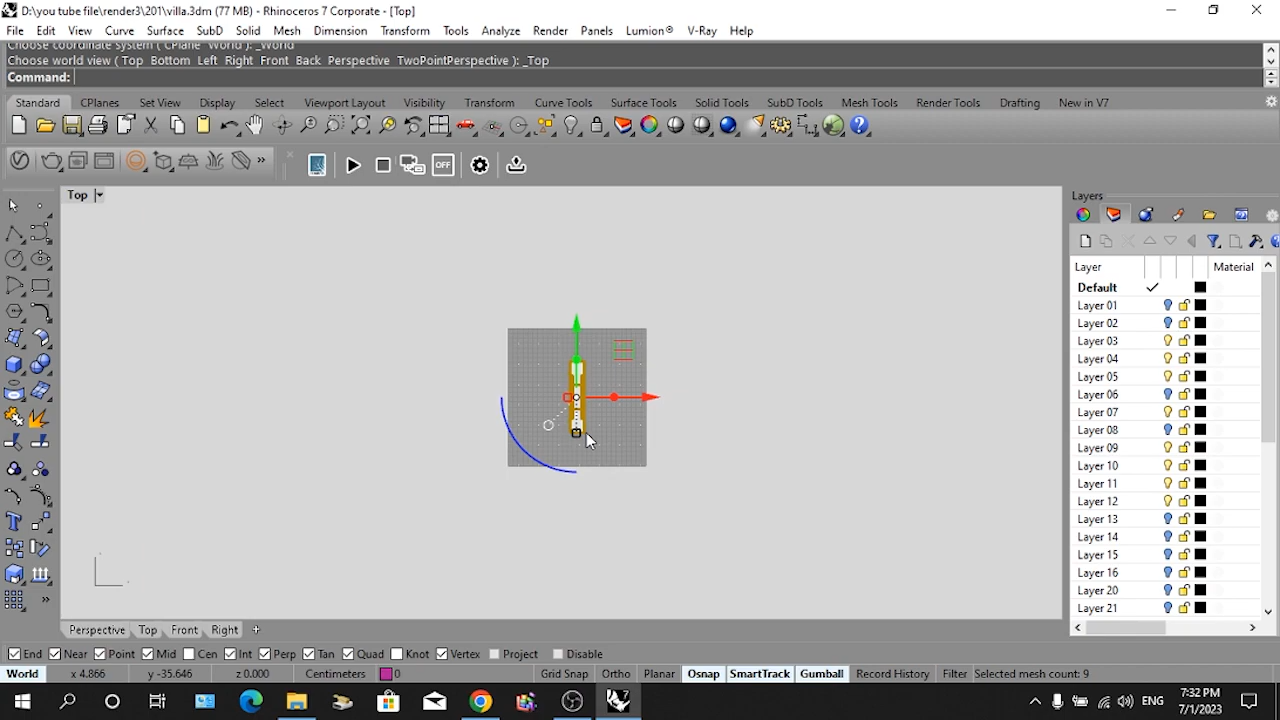 D:\you tube file\render3\201\villa.3dm (77 MB) - Rhinoceros 7 Corporate - [Top]
File Edit View Curve Surface SubD Solid Mesh Dimension Transform Tools Analyze Render Panels Lumion® V-Ray Help
Choose coordinate system ( CPlane World ): _World
Choose world view ( Top Bottom Left Right Front Back Perspective TwoPointPerspective ): _Top
Command:
Standard CPlanes Set View Display Select Viewport Layout Visibility Transform Curve Tools Surface Tools Solid Tools SubD Tools Mesh Tools Render Tools Drafting New in V7
OFF
Top
Layers
Layer Material
Default
Layer 01
Layer 02
Layer 03
Layer 04
Layer 05
Layer 06
Layer 07
Layer 08
Layer 09
Layer 10
Layer 11
Layer 12
Layer 13
Layer 14
Layer 15
Layer 16
Layer 20
Layer 21
Perspective Top Front Right
End Near Point Mid Cen Int Perp Tan Quad Knot Vertex Project Disable
World x 4.866 y -35.646 z 0.000 Centimeters 0 Grid Snap Ortho Planar Osnap SmartTrack Gumball Record History Filter Selected mesh count: 9
ENG 7:32 PM
7/1/2023